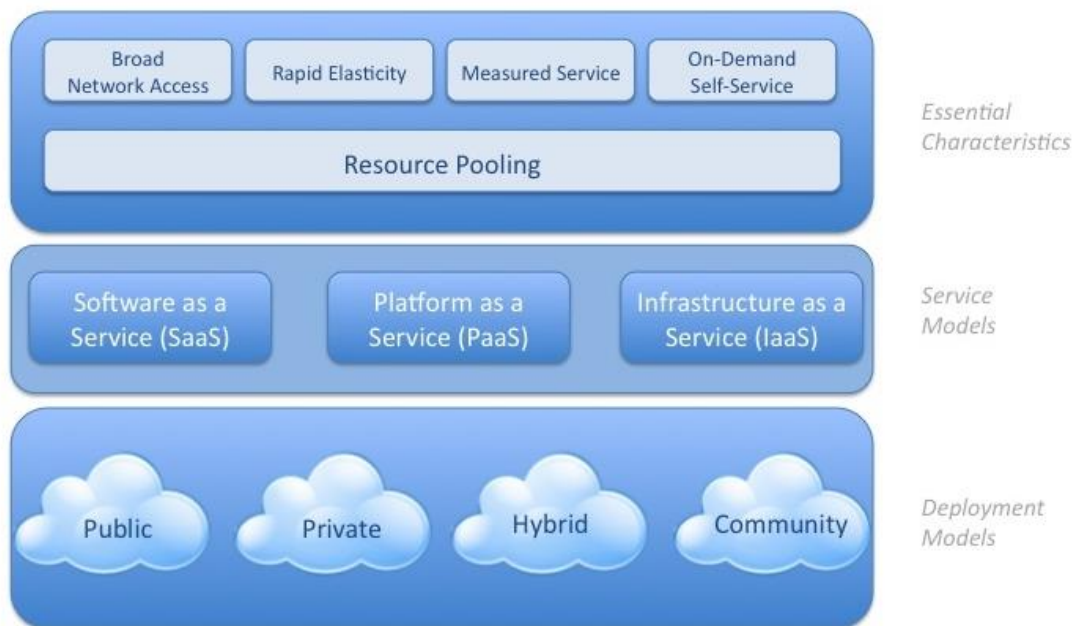 Broad
Network Access
Rapid Elasticity
Measured Service
On-Demand
Self-Service
Resource Pooling
Essential
Characteristics
Software as a
Service (SaaS)
Platform as a
Service (PaaS)
Infrastructure as a
Service (IaaS)
Service
Models
Public
Private
Hybrid
Community
Deployment
Models